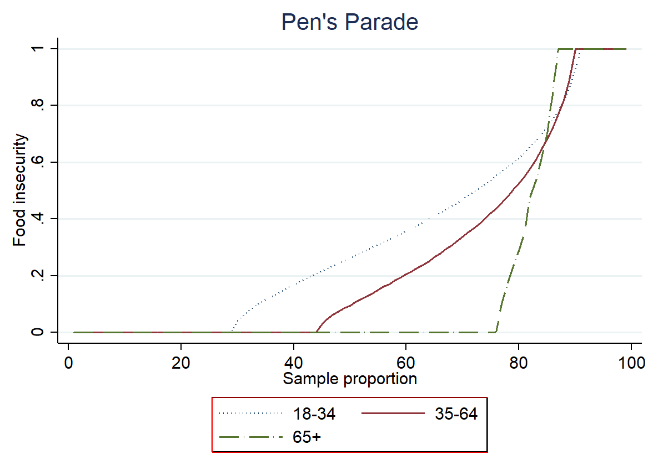 Pen's Parade
Food insecurity
1
.8
.6
.4
.2
0
0 20 40 60 80 100
Sample proportion
18-34 35-64
65+